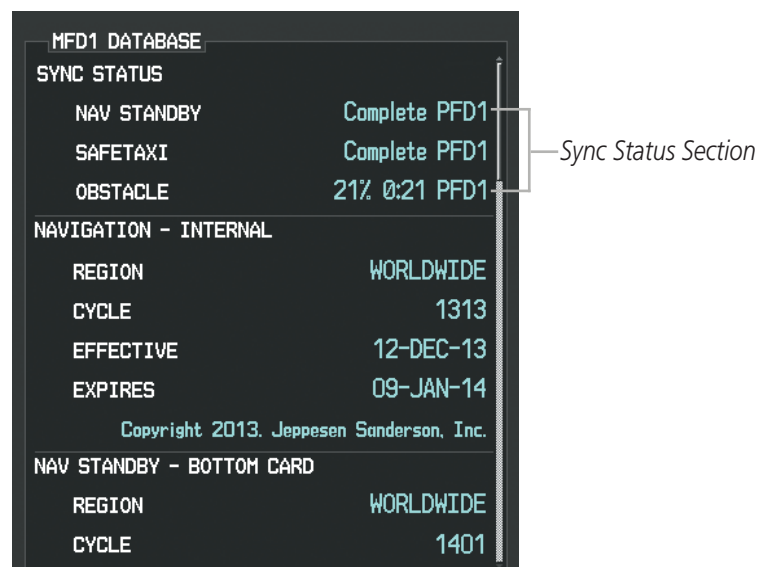 MFD1 DATABASE
SYNC STATUS
NAV STANDBY Complete PFD1
SAFETAXI Complete PFD1
Sync Status Section
OBSTACLE 21% 0:21 PFD1
NAVIGATION - INTERNAL
REGION WORLDWIDE
CYCLE 1313
EFFECTIVE 12-DEC-13
EXPIRES 09-JAN-14
Copyright 2013. Jeppesen Sanderson, Inc.
NAV STANDBY - BOTTOM CARD
REGION WORLDWIDE
CYCLE 1401